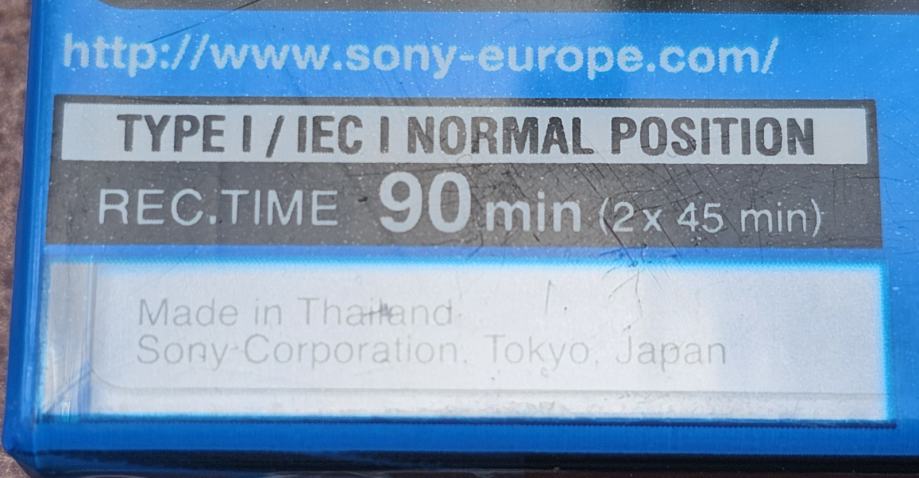 http://www.sony-europe.com/
TYPE I / IEC I NORMAL POSITION
REC.TIME 90 min (2 x 45 min)
Made in Thailand
Sony Corporation, Tokyo, Japan